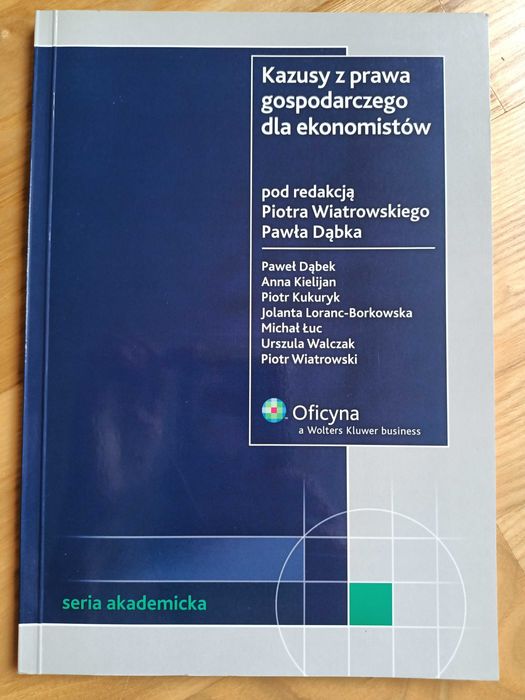 Kazusy z prawa
gospodarczego
dla ekonomistów
pod redakcją
Piotra Wiatrowskiego
Pawła Dąbka
Paweł Dąbek
Anna Kielijan
Piotr Kukuryk
Jolanta Loranc-Borkowska
Michał Łuc
Urszula Walczak
Piotr Wiatrowski
Oficyna
a Wolters Kluwer business
seria akademicka